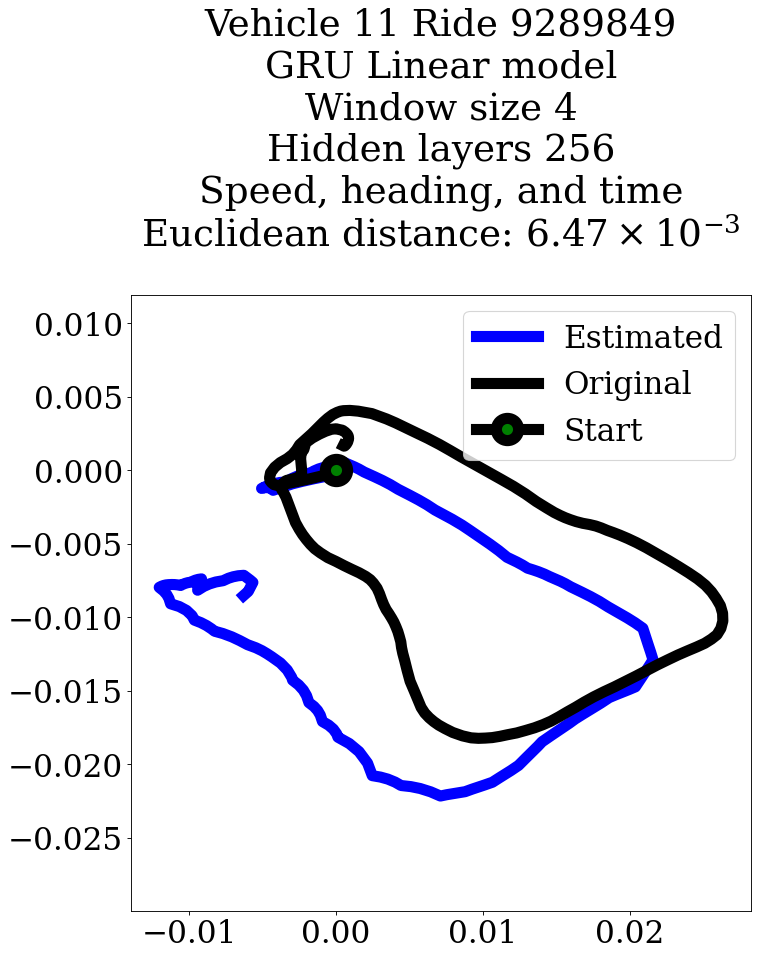 Vehicle 11 Ride 9289849
GRU Linear model
Window size 4
Hidden layers 256
Speed, heading, and time
Euclidean distance: 6.47 × 10⁻³
Estimated
Original
Start
0.010
0.005
0.000
−0.005
−0.010
−0.015
−0.020
−0.025
−0.01 0.00 0.01 0.02